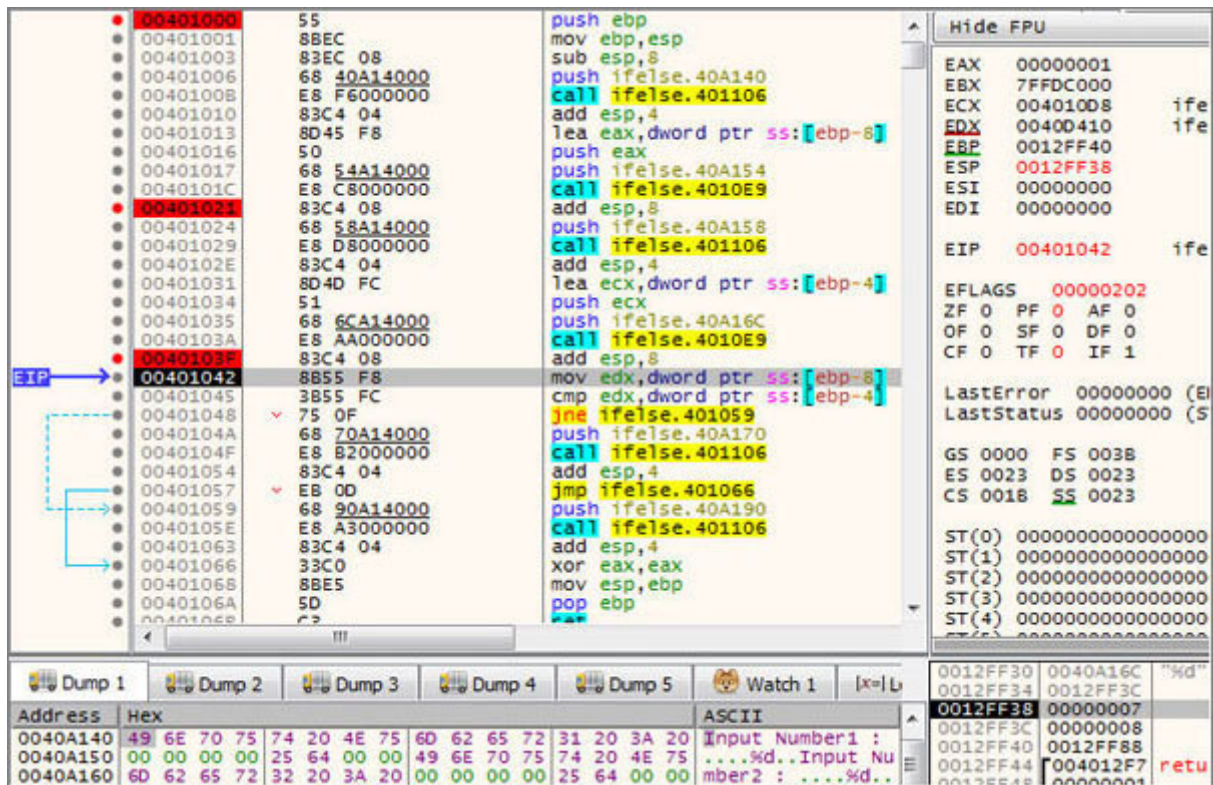 00401000 55 push ebp
00401001 8BEC mov ebp,esp
00401003 83EC 08 sub esp,8
00401006 68 40A14000 push ifelse.40A140
0040100B E8 F6000000 call ifelse.401106
00401010 83C4 04 add esp,4
00401013 8D45 F8 lea eax,dword ptr ss:[ebp-8]
00401016 50 push eax
00401017 68 54A14000 push ifelse.40A154
0040101C E8 C8000000 call ifelse.4010E9
00401021 83C4 08 add esp,8
00401024 68 58A14000 push ifelse.40A158
00401029 E8 D8000000 call ifelse.401106
0040102E 83C4 04 add esp,4
00401031 8D4D FC lea ecx,dword ptr ss:[ebp-4]
00401034 51 push ecx
00401035 68 6CA14000 push ifelse.40A16C
0040103A E8 AA000000 call ifelse.4010E9
0040103F 83C4 08 add esp,8
EIP 00401042 8B55 F8 mov edx,dword ptr ss:[ebp-8]
00401045 3B55 FC cmp edx,dword ptr ss:[ebp-4]
00401048 75 0F jne ifelse.401059
0040104A 68 70A14000 push ifelse.40A170
0040104F E8 B2000000 call ifelse.401106
00401054 83C4 04 add esp,4
00401057 EB 0D jmp ifelse.401066
00401059 68 90A14000 push ifelse.40A190
0040105E E8 A3000000 call ifelse.401106
00401063 83C4 04 add esp,4
00401066 33C0 xor eax,eax
00401068 8BE5 mov esp,ebp
0040106A 5D pop ebp
Hide FPU
EAX 00000001
EBX 7FFDC000
ECX 004010D8 ife
EDX 0040D410 ife
EBP 0012FF40
ESP 0012FF38
ESI 00000000
EDI 00000000
EIP 00401042 ife
EFLAGS 00000202
ZF 0 PF 0 AF 0
OF 0 SF 0 DF 0
CF 0 TF 0 IF 1
LastError 00000000
LastStatus 00000000
GS 0000 FS 003B
ES 0023 DS 0023
CS 001B SS 0023
ST(0) 0000000000000000
ST(1) 0000000000000000
ST(2) 0000000000000000
ST(3) 0000000000000000
ST(4) 0000000000000000
Dump 1 Dump 2 Dump 3 Dump 4 Dump 5 Watch 1 [x=]
Address Hex ASCII
0040A140 49 6E 70 75 74 20 4E 75 6D 62 65 72 31 20 3A 20 Input Number1 :
0040A150 00 00 00 00 25 64 00 00 49 6E 70 75 74 20 4E 75 ....%d..Input Nu
0040A160 6D 62 65 72 32 20 3A 20 00 00 00 00 25 64 00 00 mber2 : ....%d..
0012FF30 0040A16C "%d"
0012FF34 0012FF3C
0012FF38 00000007
0012FF3C 00000008
0012FF40 0012FF88
0012FF44 004012F7 retu
0012FF48 00000001